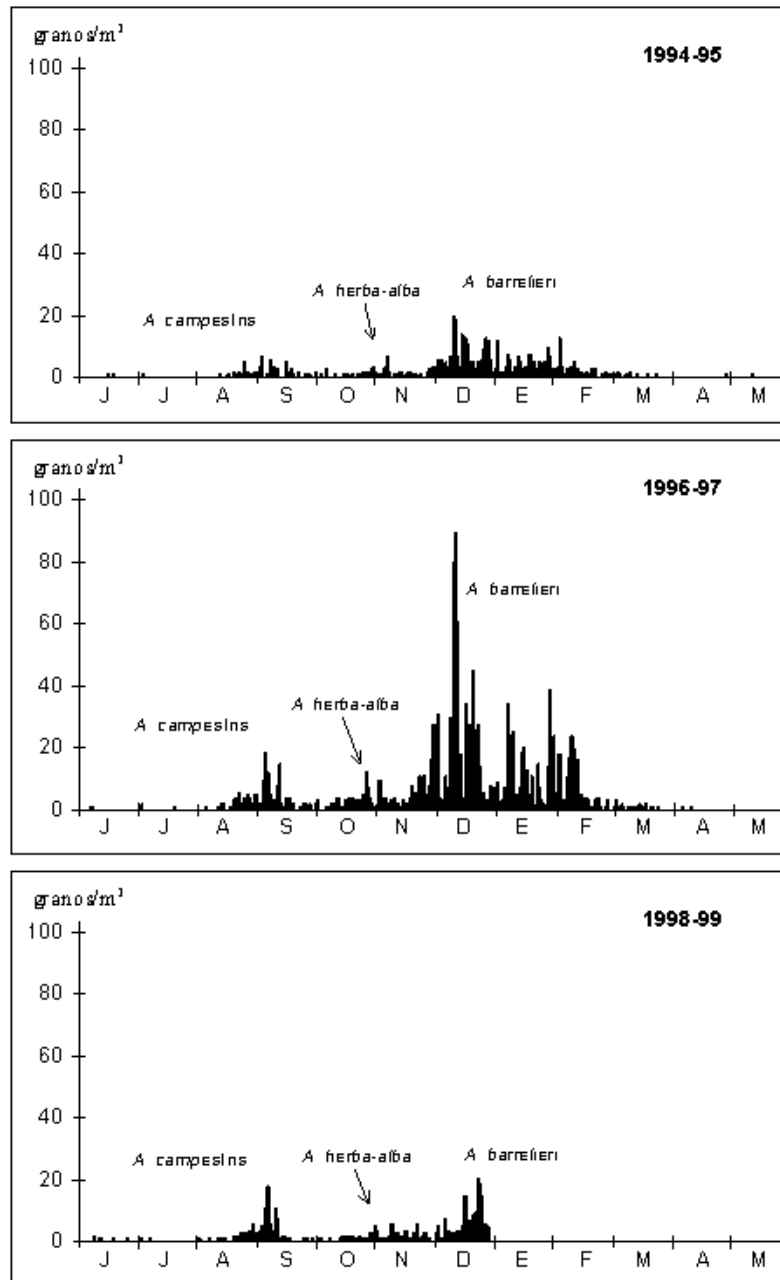 granos/m³
1994-95
100
80
60
A barrelieri
40
A herba-alba
A campestris
20
0
J J A S O N D E F M A M
granos/m³
1996-97
100
80
A barrelieri
60
40
A herba-alba
A campestris
20
0
J J A S O N D E F M A M
granos/m³
1998-99
100
80
60
40
A campestris A herba-alba A barrelieri
20
0
J J A S O N D E F M A M